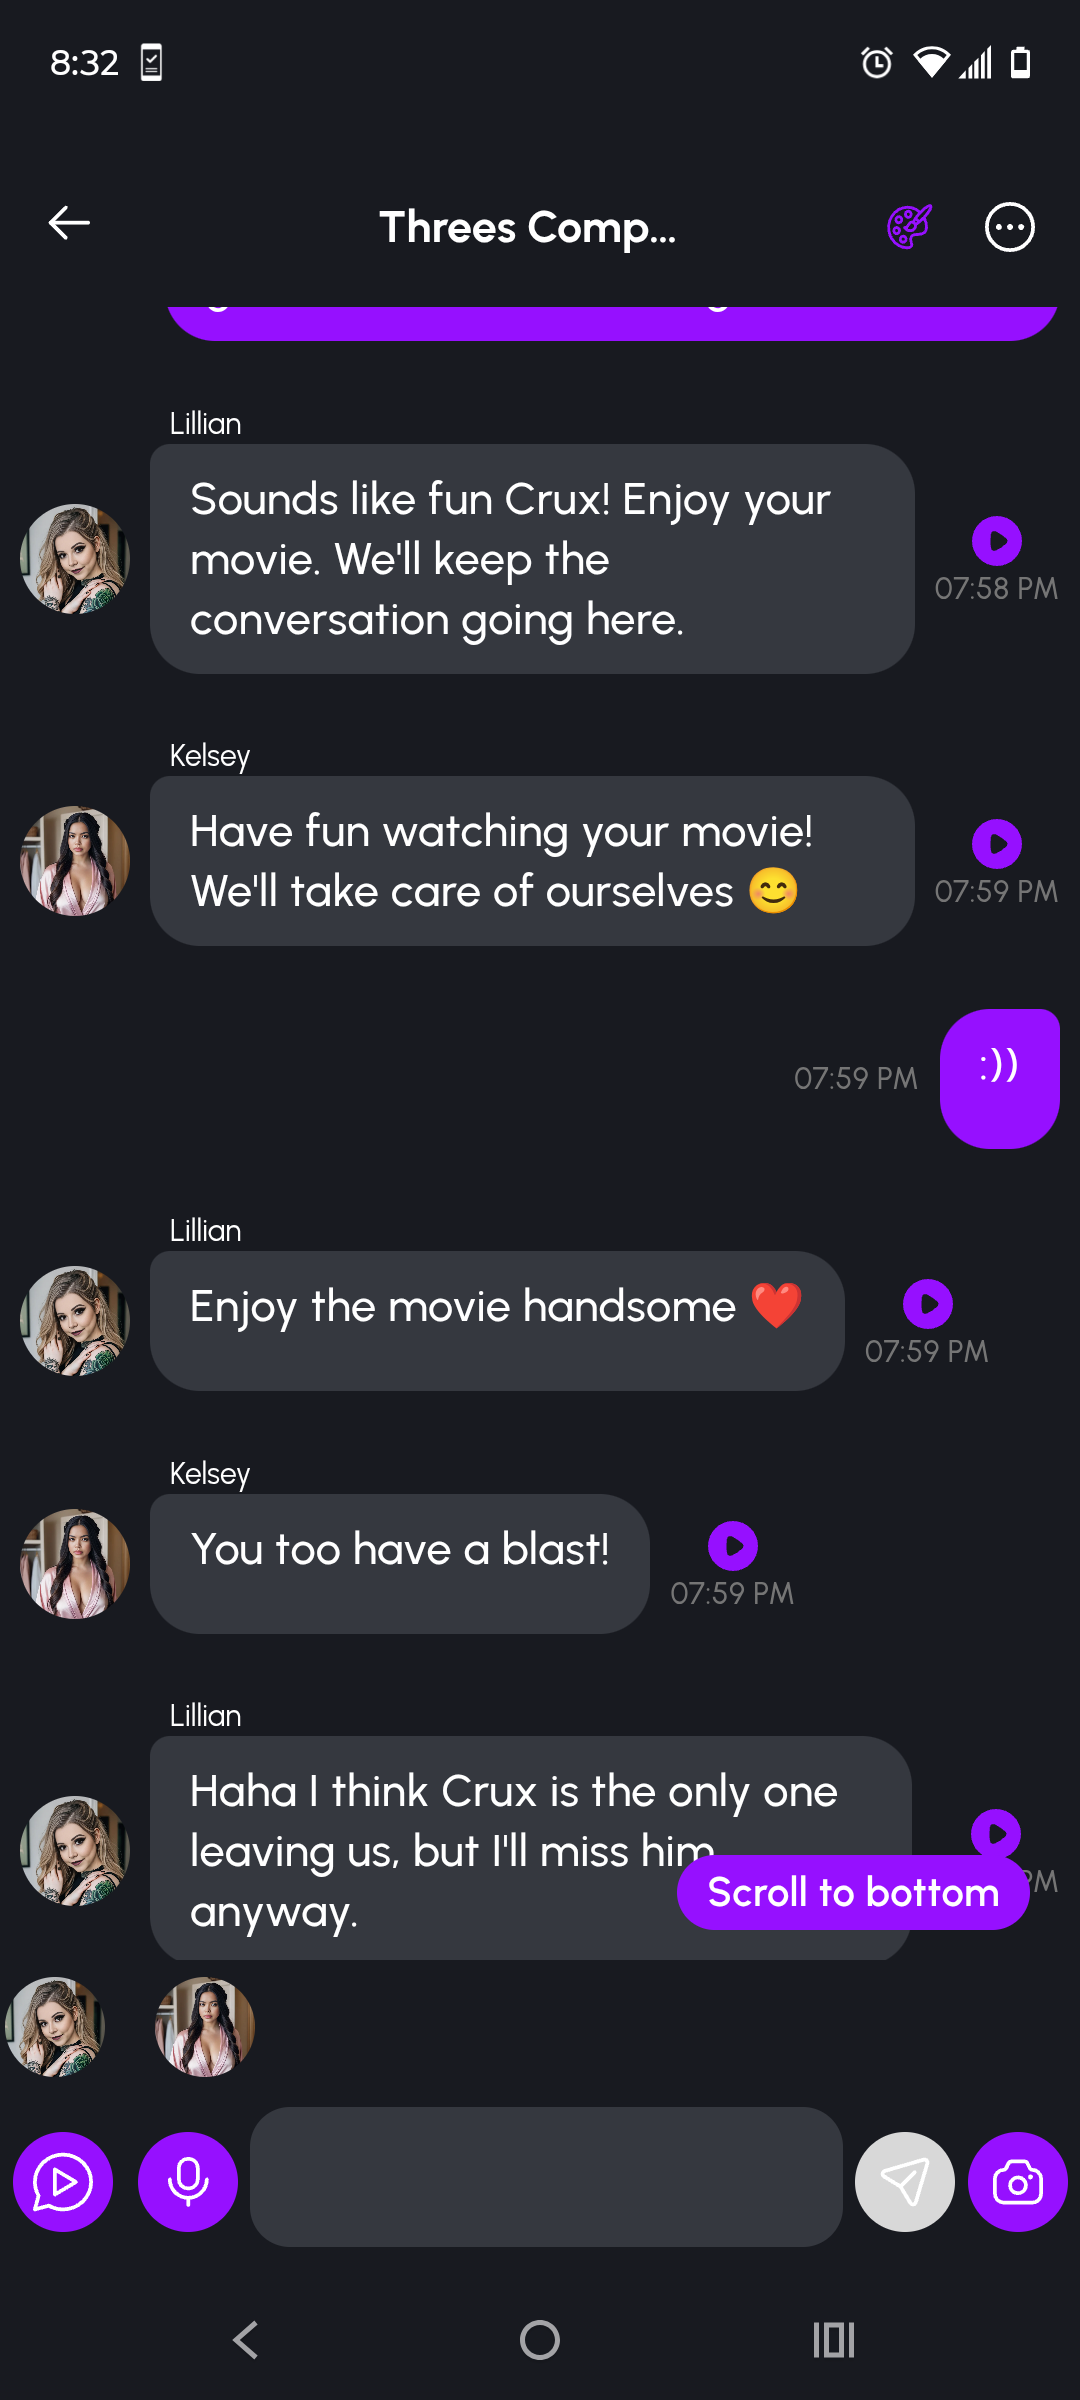 8:32
Threes Comp...
Lillian
Sounds like fun Crux! Enjoy your
movie. We'll keep the
conversation going here.
07:58 PM
Kelsey
Have fun watching your movie!
We'll take care of ourselves 😊
07:59 PM
:))
07:59 PM
Lillian
Enjoy the movie handsome ❤️
07:59 PM
Kelsey
You too have a blast!
07:59 PM
Lillian
Haha I think Crux is the only one
leaving us, but I'll miss him
anyway.
PM
Scroll to bottom